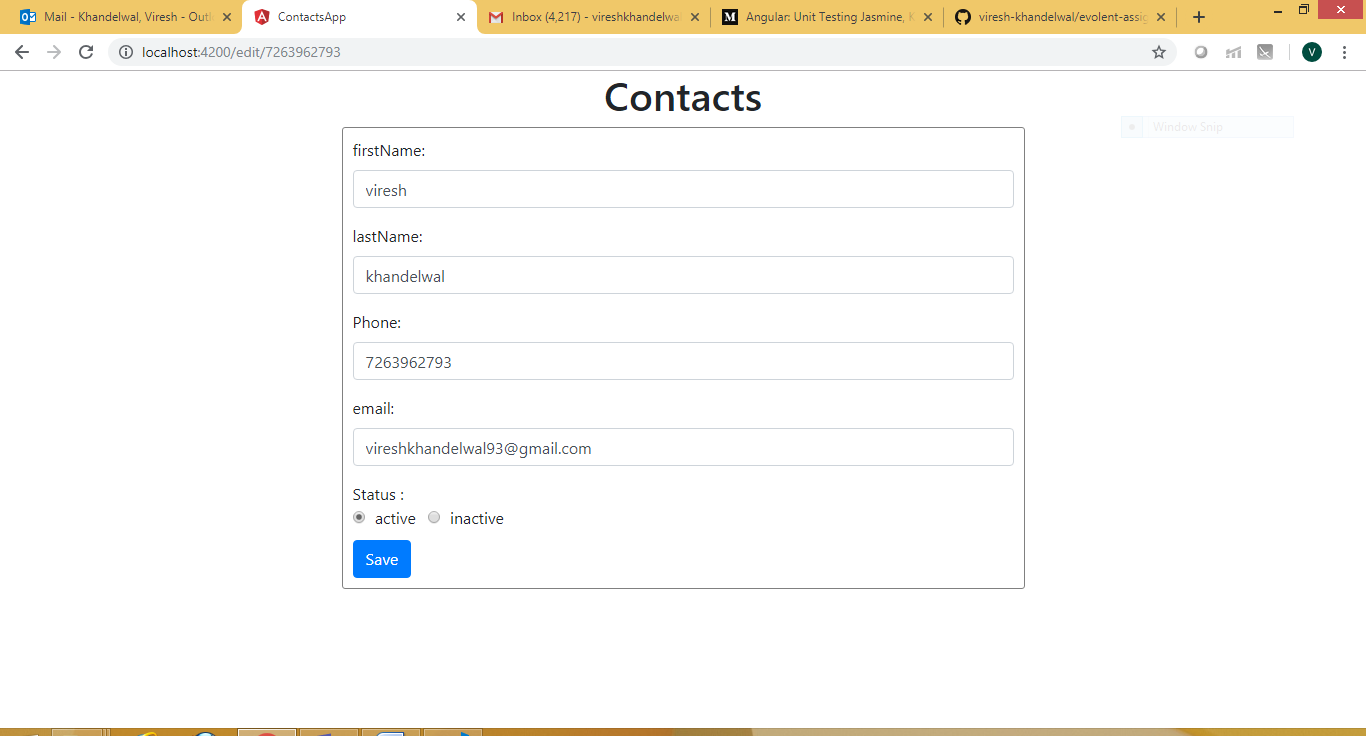 Mail - Khandelwal, Viresh - Outl
ContactsApp
Inbox (4,217) - vireshkhandelwal
Angular: Unit Testing Jasmine, K
viresh-khandelwal/evolent-assig
localhost:4200/edit/7263962793
V
Contacts
Window Snip
firstName:
viresh
lastName:
khandelwal
Phone:
7263962793
email:
vireshkhandelwal93@gmail.com
Status :
active inactive
Save